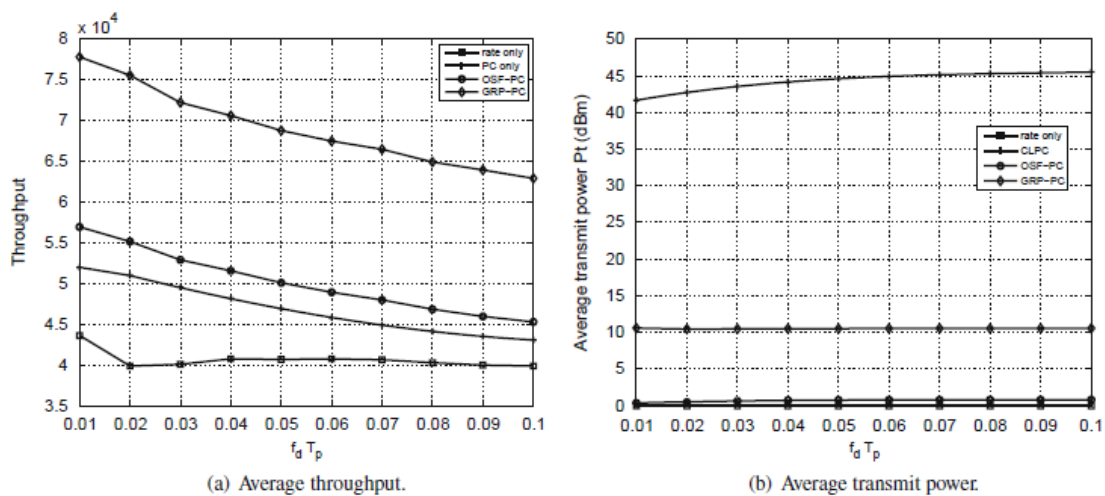 x 10⁴
8
7.5
7
6.5
6
5.5
5
4.5
4
3.5
Throughput
rate only
PC only
OSF-PC
GRP-PC
0.01 0.02 0.03 0.04 0.05 0.06 0.07 0.08 0.09 0.1
f_d T_p
(a) Average throughput.
50
45
40
35
30
25
20
15
10
5
0
Average transmit power Pt (dBm)
rate only
CLPC
OSF-PC
GRP-PC
0.01 0.02 0.03 0.04 0.05 0.06 0.07 0.08 0.09 0.1
f_d T_p
(b) Average transmit power.